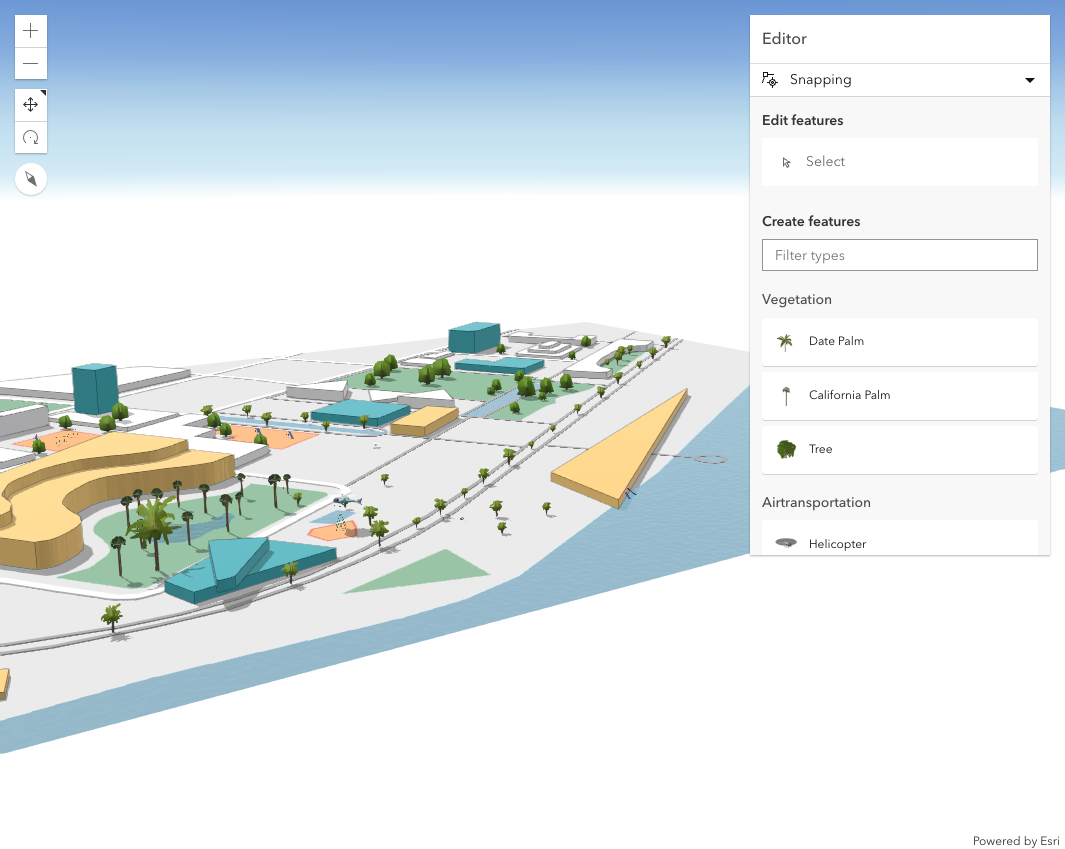 Editor
Snapping
Edit features
Select
Create features
Filter types
Vegetation
Date Palm
California Palm
Tree
Airtransportation
Helicopter
Powered by Esri